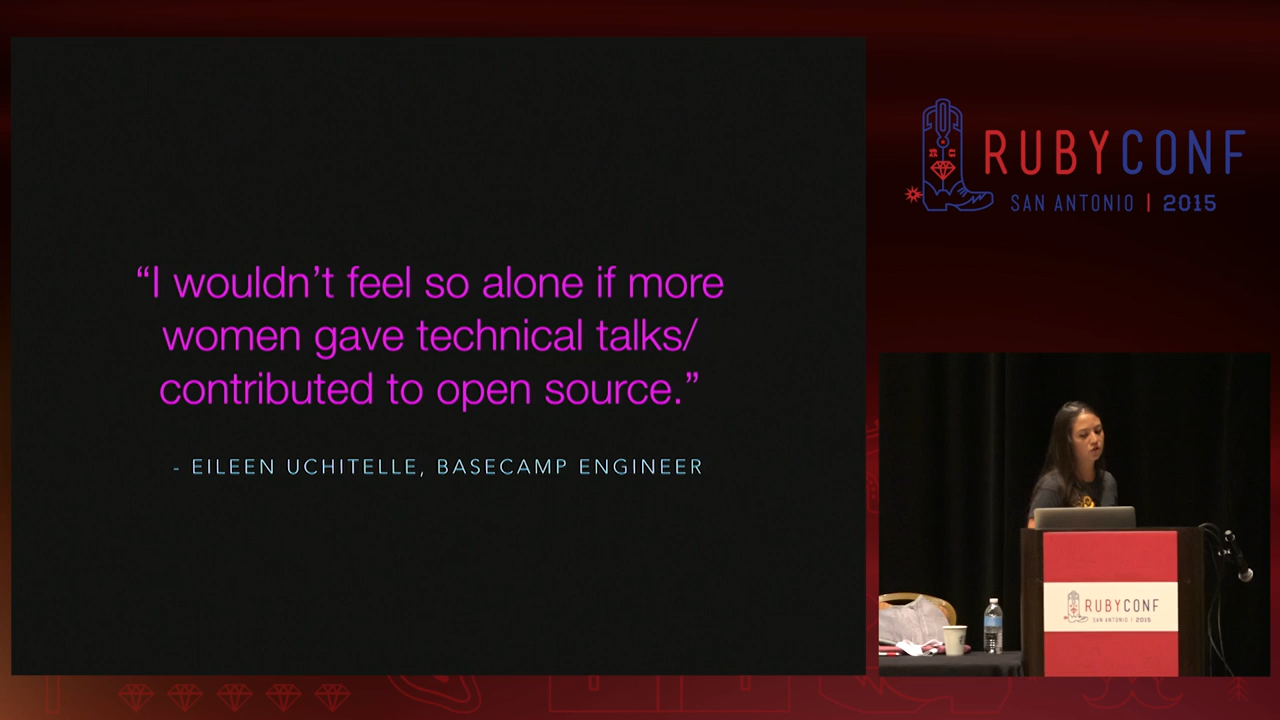 “I wouldn’t feel so alone if more
women gave technical talks/
contributed to open source.”
- EILEEN UCHITELLE, BASECAMP ENGINEER
RUBYCONF
SAN ANTONIO | 2015
RUBYCONF
SAN ANTONIO | 2015